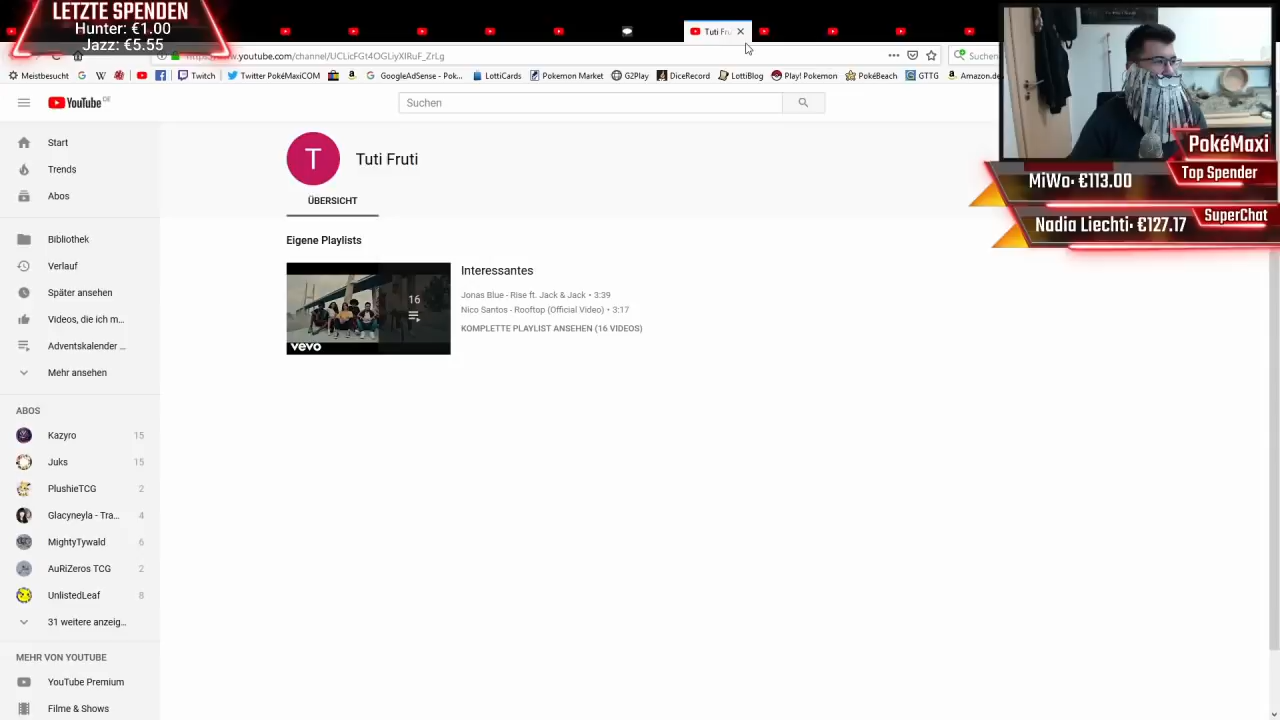 LETZTE SPENDEN
Hunter: €1.00
Jazz: €5.55
Tuti Fru
www.youtube.com/channel/UCLicFGt4OGLiyXIRuF_ZrLg
Suchen
Meistbesucht
Twitch
Twitter PokéMaxiCOM
GoogleAdSense - Pok...
LottiCards
Pokemon Market
G2Play
DiceRecord
LottiBlog
Play! Pokemon
PokéBeach
GTTG
Amazon.de
YouTube DE
Suchen
Start
Trends
Abos
Bibliothek
Verlauf
Später ansehen
Videos, die ich m...
Adventskalender ...
Mehr ansehen
ABOS
Kazyro 15
Juks 15
PlushieTCG 2
Glacyneyla - Tra... 4
MightyTywald 6
AuRiZeros TCG 2
UnlistedLeaf 8
31 weitere anzeig...
MEHR VON YOUTUBE
YouTube Premium
Filme & Shows
T
Tuti Fruti
ÜBERSICHT
Eigene Playlists
16
vevo
Interessantes
Jonas Blue - Rise ft. Jack & Jack • 3:39
Nico Santos - Rooftop (Official Video) • 3:17
KOMPLETTE PLAYLIST ANSEHEN (16 VIDEOS)
PokéMaxi
Top Spender
MiWo: €113.00
SuperChat
Nadia Liechti: €127.17